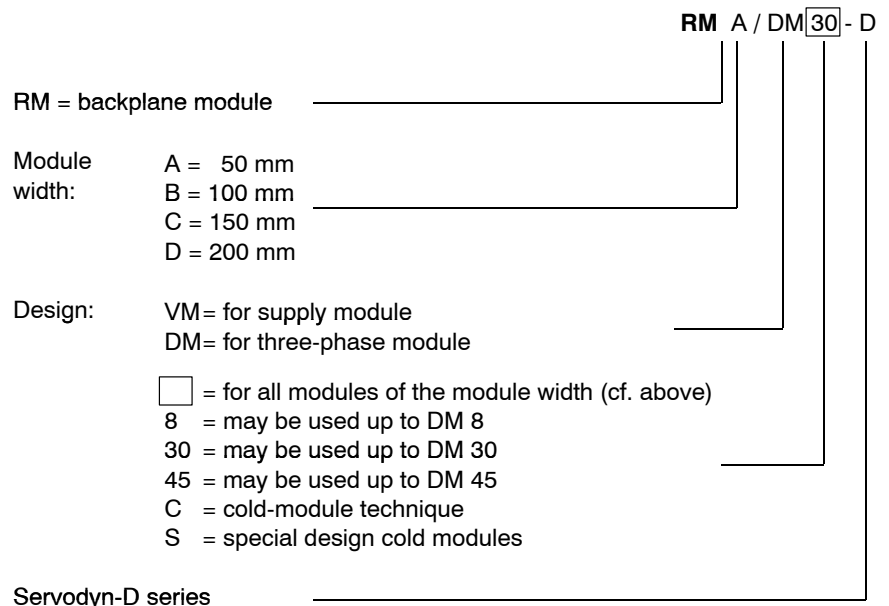 RM A / DM 30 - D
RM = backplane module
Module width:
A = 50 mm
B = 100 mm
C = 150 mm
D = 200 mm
Design:
VM= for supply module
DM= for three-phase module
= for all modules of the module width (cf. above)
8 = may be used up to DM 8
30 = may be used up to DM 30
45 = may be used up to DM 45
C = cold-module technique
S = special design cold modules
Servodyn-D series